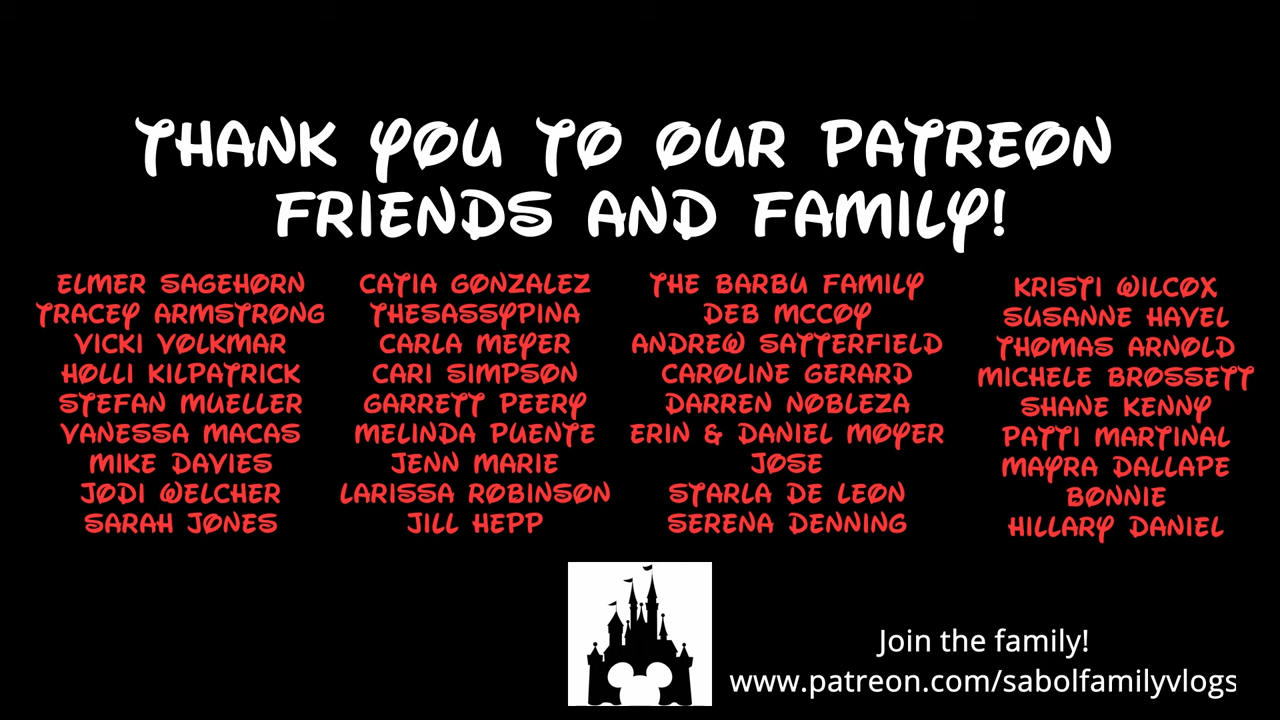 THANK YOU TO OUR PATREON
FRIENDS AND FAMILY!
ELMER SAGEHORN
TRACEY ARMSTRONG
VICKI VOLKMAR
HOLLI KILPATRICK
STEFAN MUELLER
VANESSA MACAS
MIKE DAVIES
JODI WELCHER
SARAH JONES
CATIA GONZALEZ
THESASSYPINA
CARLA MEYER
CARI SIMPSON
GARRETT PEERY
MELINDA PUENTE
JENN MARIE
LARISSA ROBINSON
JILL HEPP
THE BARBU FAMILY
DEB MCCOY
ANDREW SATTERFIELD
CAROLINE GERARD
DARREN NOBLEZA
ERIN & DANIEL MOYER
JOSE
STARLA DE LEON
SERENA DENNING
KRISTI WILCOX
SUSANNE HAVEL
THOMAS ARNOLD
MICHELE BROSSETT
SHANE KENNY
PATTI MARTINAL
MAYRA DALLAPE
BONNIE
HILLARY DANIEL
Join the family!
www.patreon.com/sabolfamilyvlogs